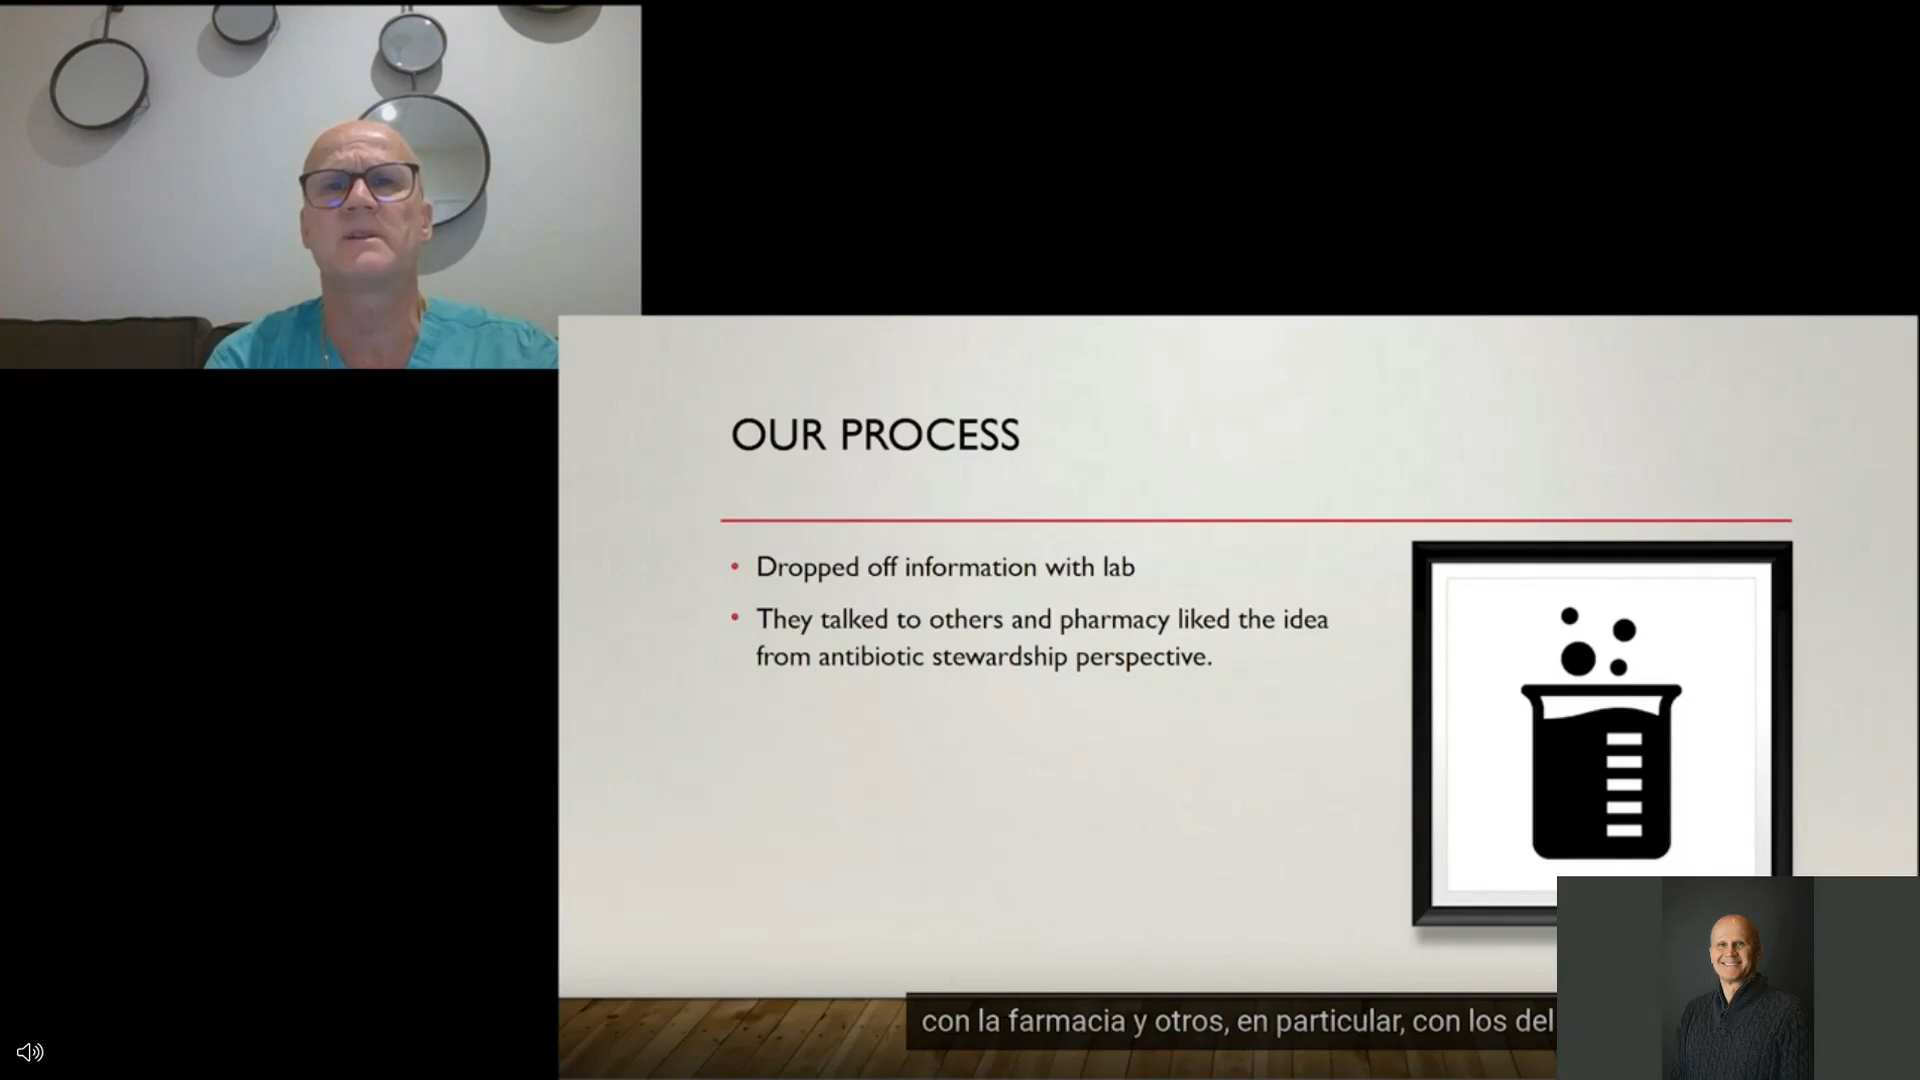 OUR PROCESS
• Dropped off information with lab
• They talked to others and pharmacy liked the idea
from antibiotic stewardship perspective.
con la farmacia y otros, en particular, con los del